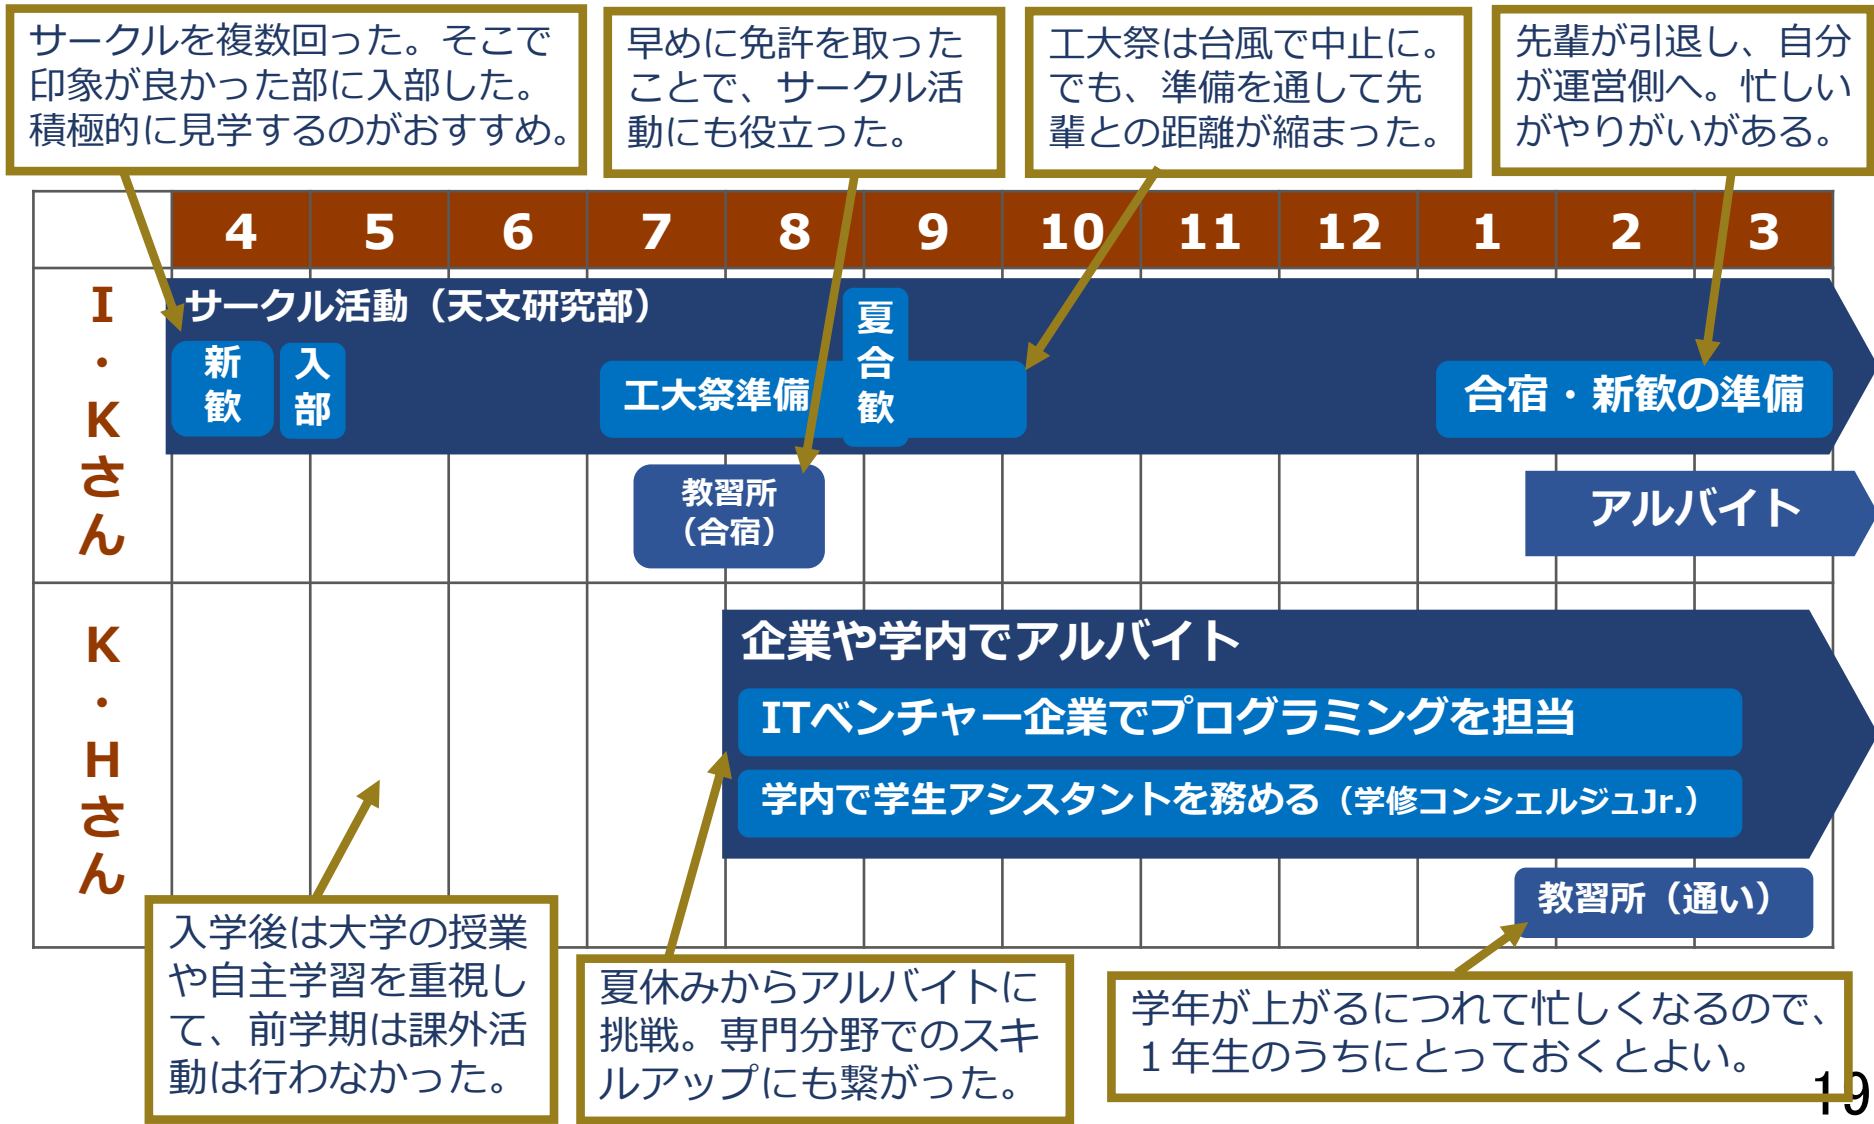 サークルを複数回った。そこで
印象が良かった部に入部した。
積極的に見学するのがおすすめ。
早めに免許を取った
ことで、サークル活
動にも役立った。
工大祭は台風で中止に。
でも、準備を通して先
輩との距離が縮まった。
先輩が引退し、自分
が運営側へ。忙しい
がやりがいがある。
4 5 6 7 8 9 10 11 12 1 2 3
I・Kさん
サークル活動（天文研究部）
新歓
入部
工大祭準備
夏合歓
合宿・新歓の準備
教習所
（合宿）
アルバイト
K・Hさん
企業や学内でアルバイト
ITベンチャー企業でプログラミングを担当
学内で学生アシスタントを務める（学修コンシェルジュJr.）
教習所（通い）
入学後は大学の授業
や自主学習を重視し
て、前学期は課外活
動は行わなかった。
夏休みからアルバイトに
挑戦。専門分野でのスキ
ルアップにも繋がった。
学年が上がるにつれて忙しくなるので、
１年生のうちにとっておくとよい。
19